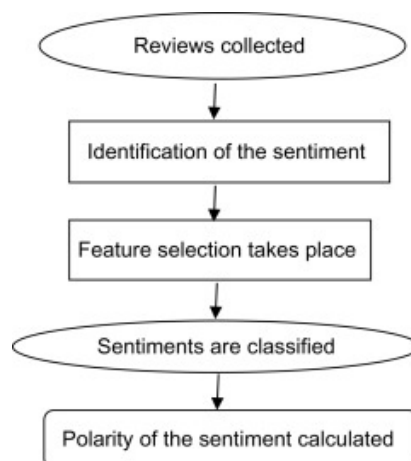 Reviews collected
Identification of the sentiment
Feature selection takes place
Sentiments are classified
Polarity of the sentiment calculated